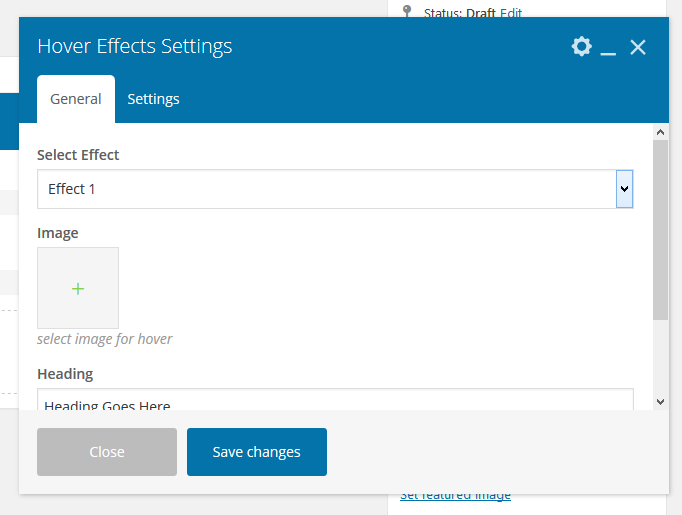 Status: Draft Edit
Hover Effects Settings
General Settings
Select Effect
Effect 1
Image
+
select image for hover
Heading
Heading Goes Here
Close Save changes
Set featured image